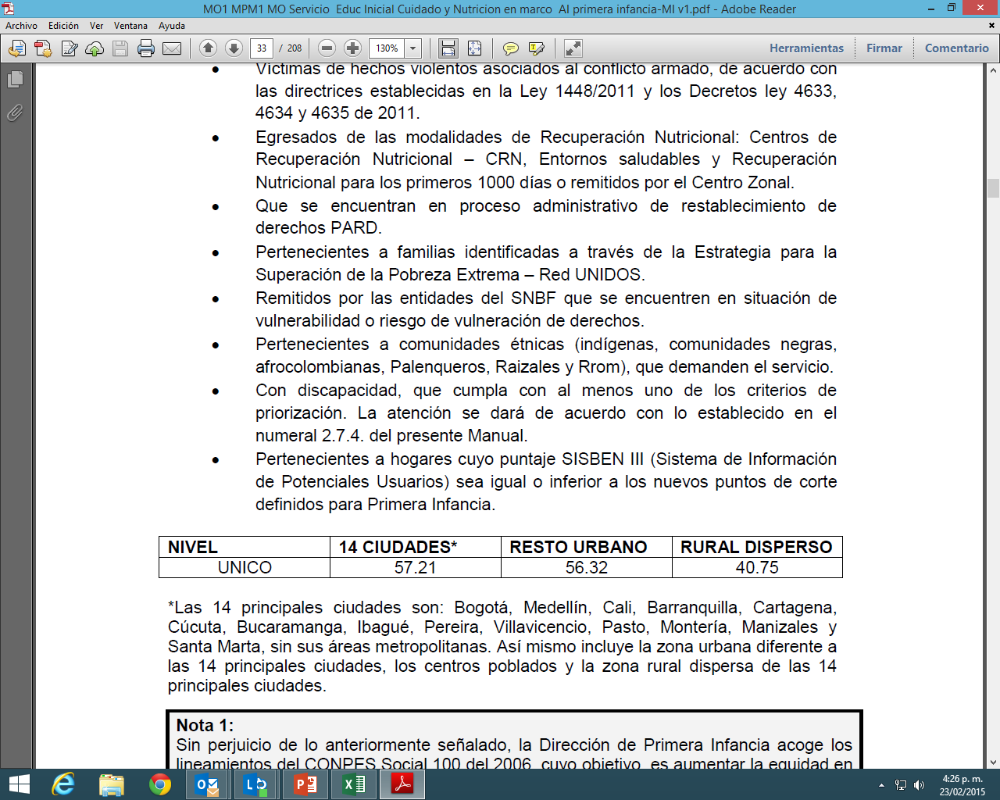 MO1 MPM1 MO Servicio  Educ Inicial Cuidado y Nutricion en marco  AI primera infancia-MI v1.pdf - Adobe Reader
Archivo Edición Ver Ventana Ayuda
33 / 208 130% Herramientas Firmar Comentario
• Víctimas de hechos violentos asociados al conflicto armado, de acuerdo con
las directrices establecidas en la Ley 1448/2011 y los Decretos ley 4633,
4634 y 4635 de 2011.
• Egresados de las modalidades de Recuperación Nutricional: Centros de
Recuperación Nutricional – CRN, Entornos saludables y Recuperación
Nutricional para los primeros 1000 días o remitidos por el Centro Zonal.
• Que se encuentran en proceso administrativo de restablecimiento de
derechos PARD.
• Pertenecientes a familias identificadas a través de la Estrategia para la
Superación de la Pobreza Extrema – Red UNIDOS.
• Remitidos por las entidades del SNBF que se encuentren en situación de
vulnerabilidad o riesgo de vulneración de derechos.
• Pertenecientes a comunidades étnicas (indígenas, comunidades negras,
afrocolombianas, Palenqueros, Raizales y Rrom), que demanden el servicio.
• Con discapacidad, que cumpla con al menos uno de los criterios de
priorización. La atención se dará de acuerdo con lo establecido en el
numeral 2.7.4. del presente Manual.
• Pertenecientes a hogares cuyo puntaje SISBEN III (Sistema de Información
de Potenciales Usuarios) sea igual o inferior a los nuevos puntos de corte
definidos para Primera Infancia.
NIVEL 14 CIUDADES* RESTO URBANO RURAL DISPERSO
UNICO 57.21 56.32 40.75
*Las 14 principales ciudades son: Bogotá, Medellín, Cali, Barranquilla, Cartagena,
Cúcuta, Bucaramanga, Ibagué, Pereira, Villavicencio, Pasto, Montería, Manizales y
Santa Marta, sin sus áreas metropolitanas. Así mismo incluye la zona urbana diferente a
las 14 principales ciudades, los centros poblados y la zona rural dispersa de las 14
principales ciudades.
Nota 1:
Sin perjuicio de lo anteriormente señalado, la Dirección de Primera Infancia acoge los
lineamientos del CONPES Social 100 del 2006, cuyo objetivo, es aumentar la equidad en
4:26 p. m.
23/02/2015